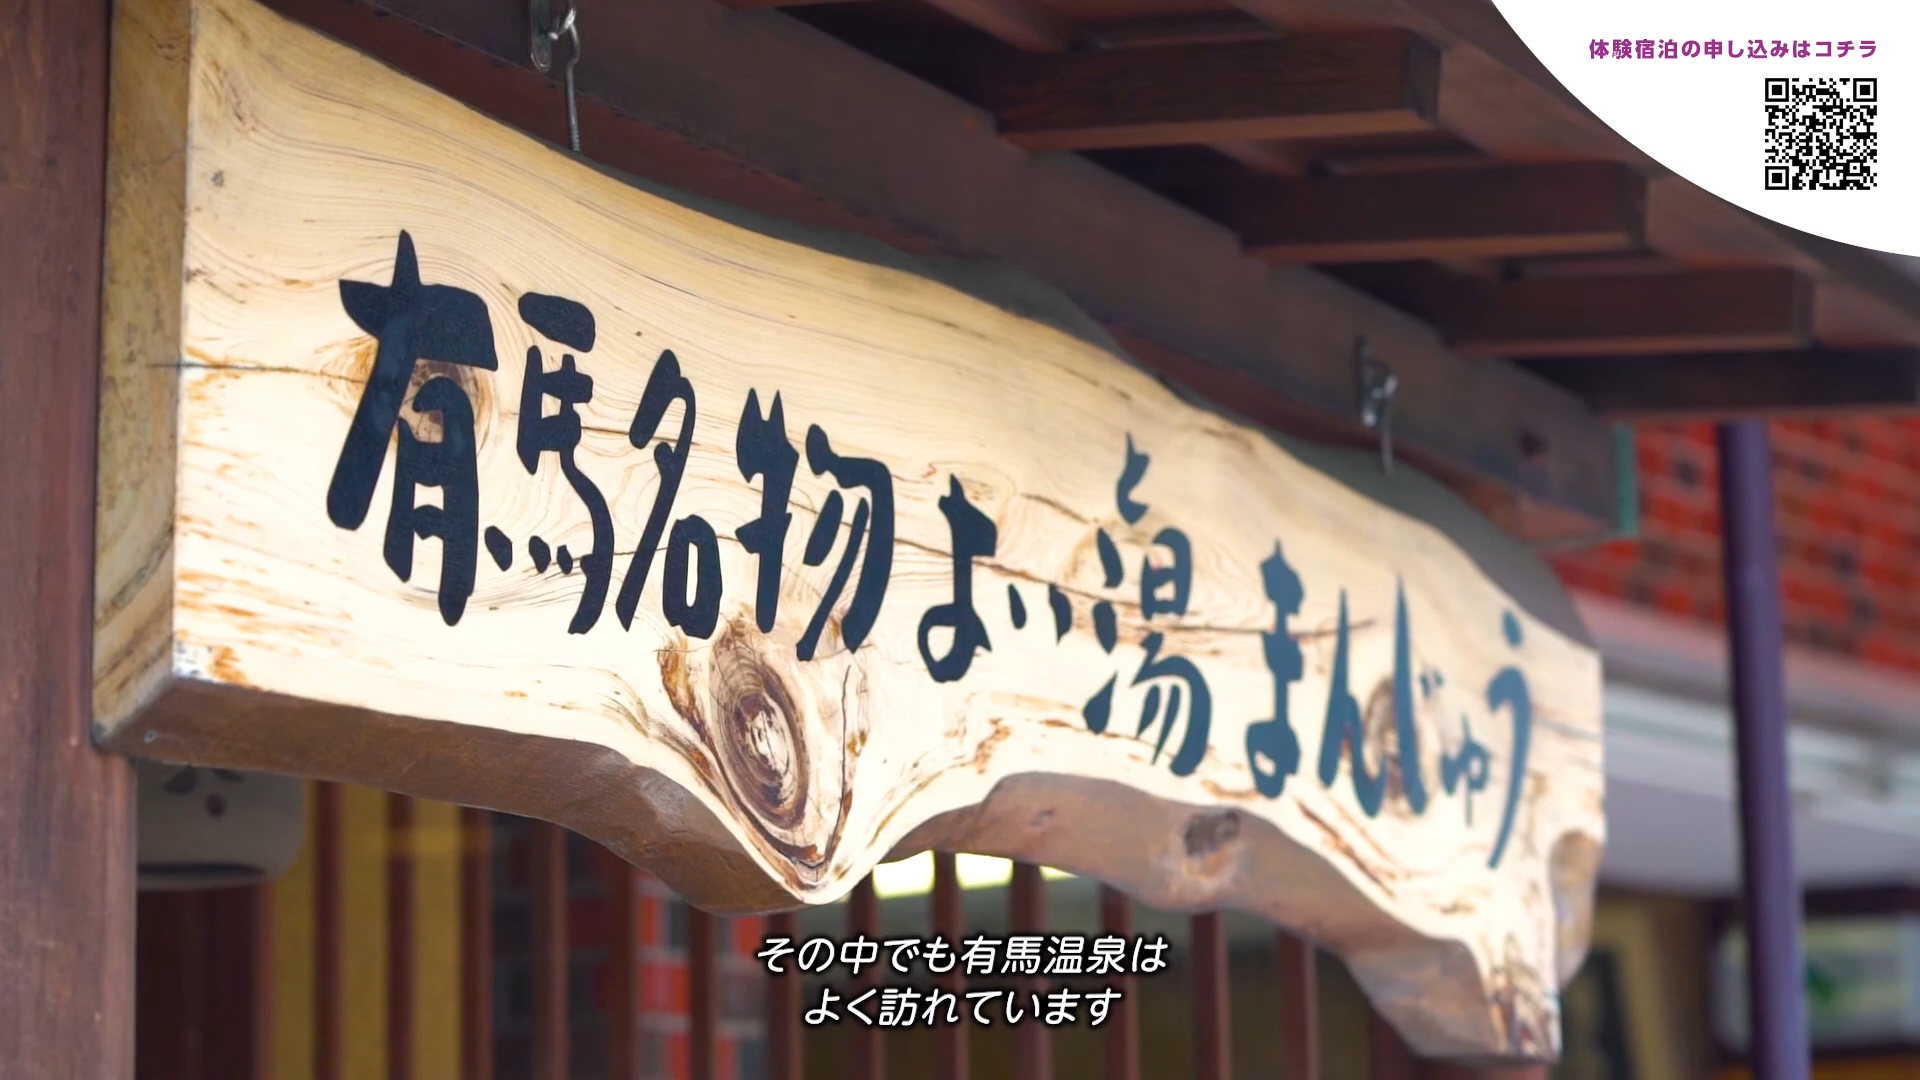 体験宿泊の申し込みはコチラ
有馬名物よい湯まんじゅう
と
その中でも有馬温泉は
よく訪れています